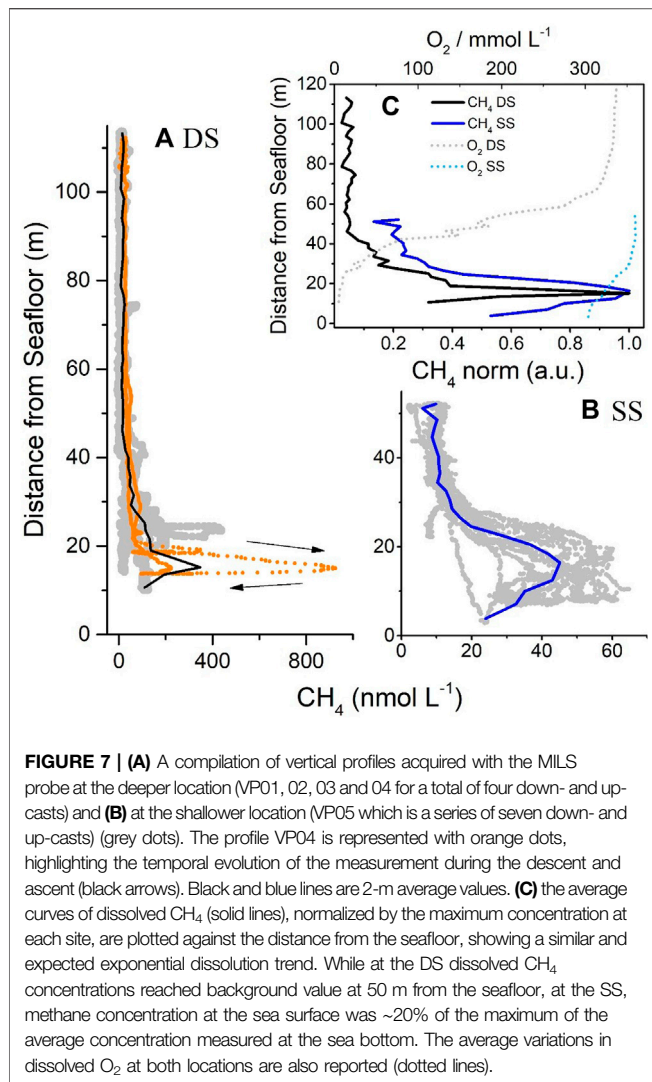 A DS
Distance from Seafloor (m)
100
80
60
40
20
0
0
400
800
CH₄ (nmol L⁻¹)
O₂ / mmol L⁻¹
0
100
200
300
C
CH₄ DS
CH₄ SS
O₂ DS
O₂ SS
Distance from Seafloor (m)
120
100
80
60
40
20
0
0.2
0.4
0.6
0.8
1.0
CH₄ norm (a.u.)
B SS
40
20
0
0
20
40
60
FIGURE 7 | (A) A compilation of vertical profiles acquired with the MILS
probe at the deeper location (VP01, 02, 03 and 04 for a total of four down- and up-
casts) and (B) at the shallower location (VP05 which is a series of seven down- and
up-casts) (grey dots). The profile VP04 is represented with orange dots,
highlighting the temporal evolution of the measurement during the descent and
ascent (black arrows). Black and blue lines are 2-m average values. (C) the average
curves of dissolved CH₄ (solid lines), normalized by the maximum concentration at
each site, are plotted against the distance from the seafloor, showing a similar and
expected exponential dissolution trend. While at the DS dissolved CH₄
concentrations reached background value at 50 m from the seafloor, at the SS,
methane concentration at the sea surface was ~20% of the maximum of the
average concentration measured at the sea bottom. The average variations in
dissolved O₂ at both locations are also reported (dotted lines).